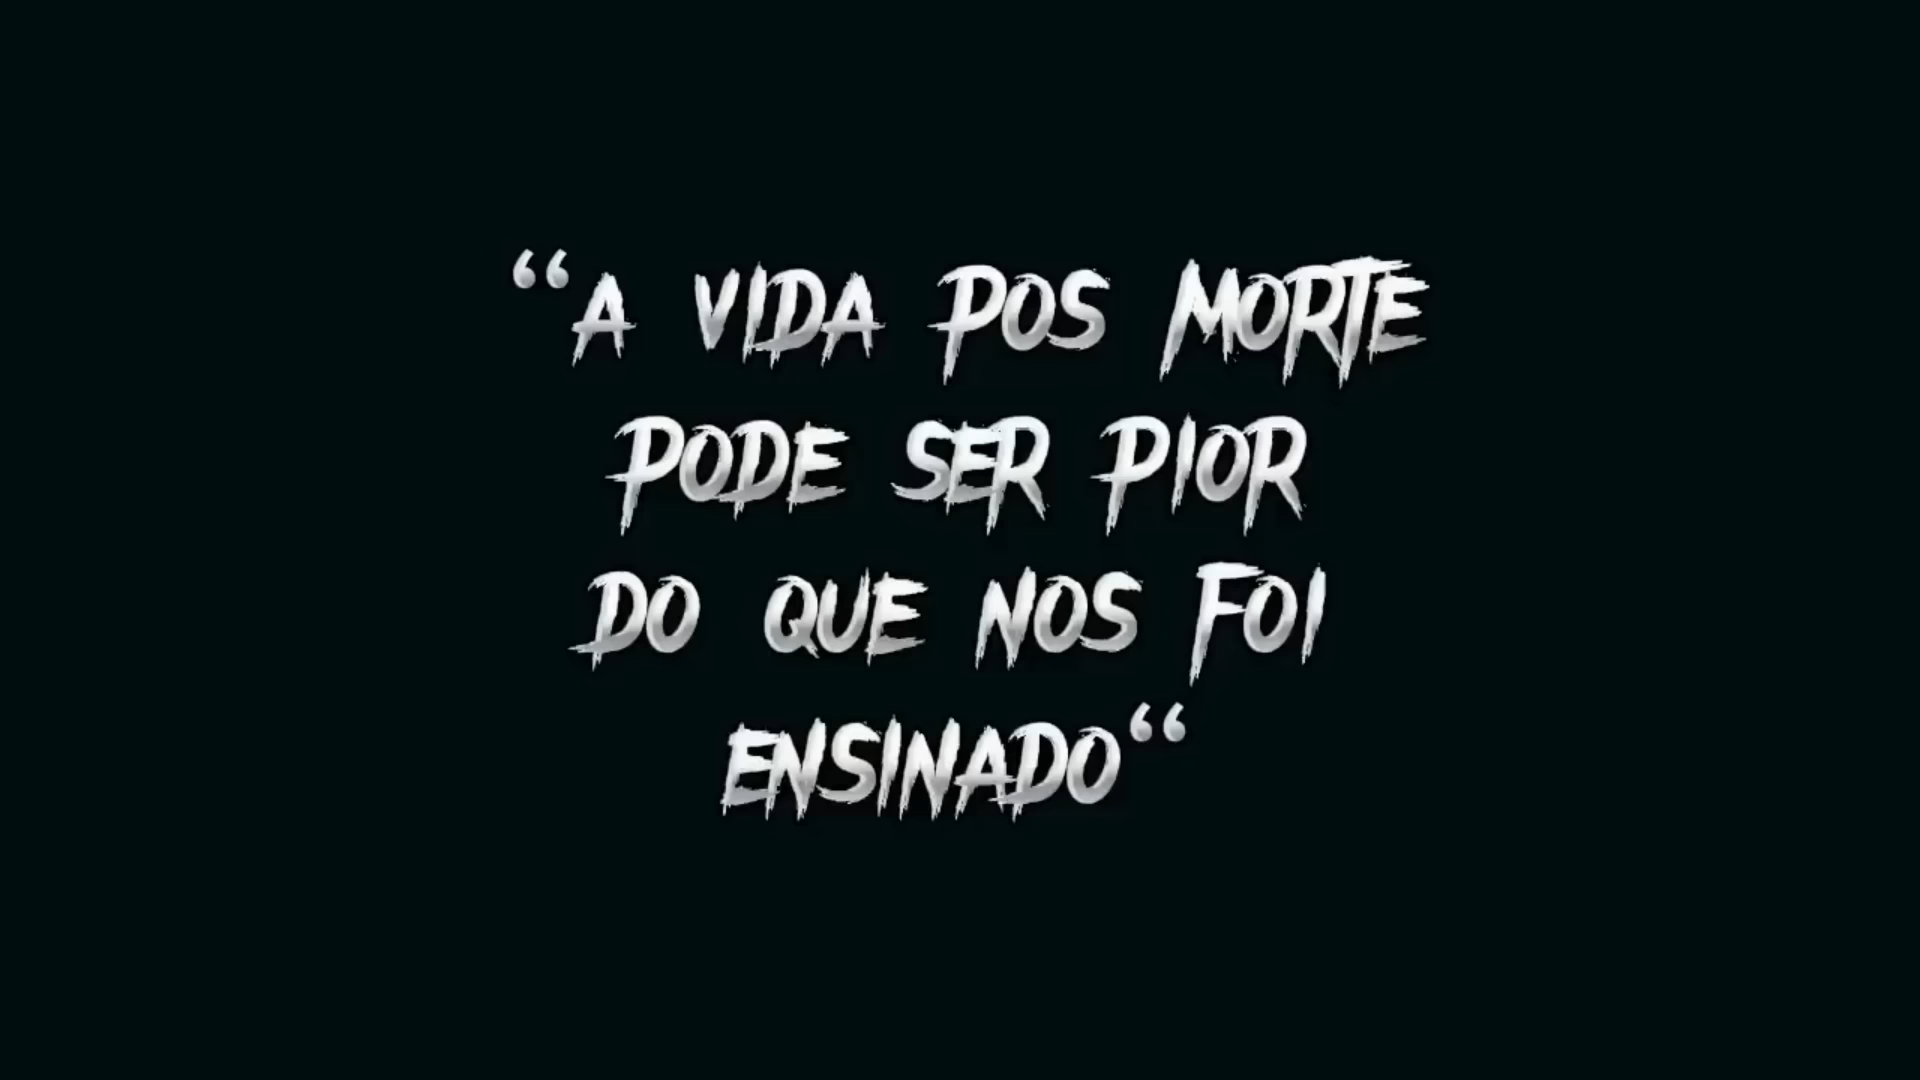 “A VIDA POS MORTE
PODE SER PIOR
DO QUE NOS FOI
ENSINADO“